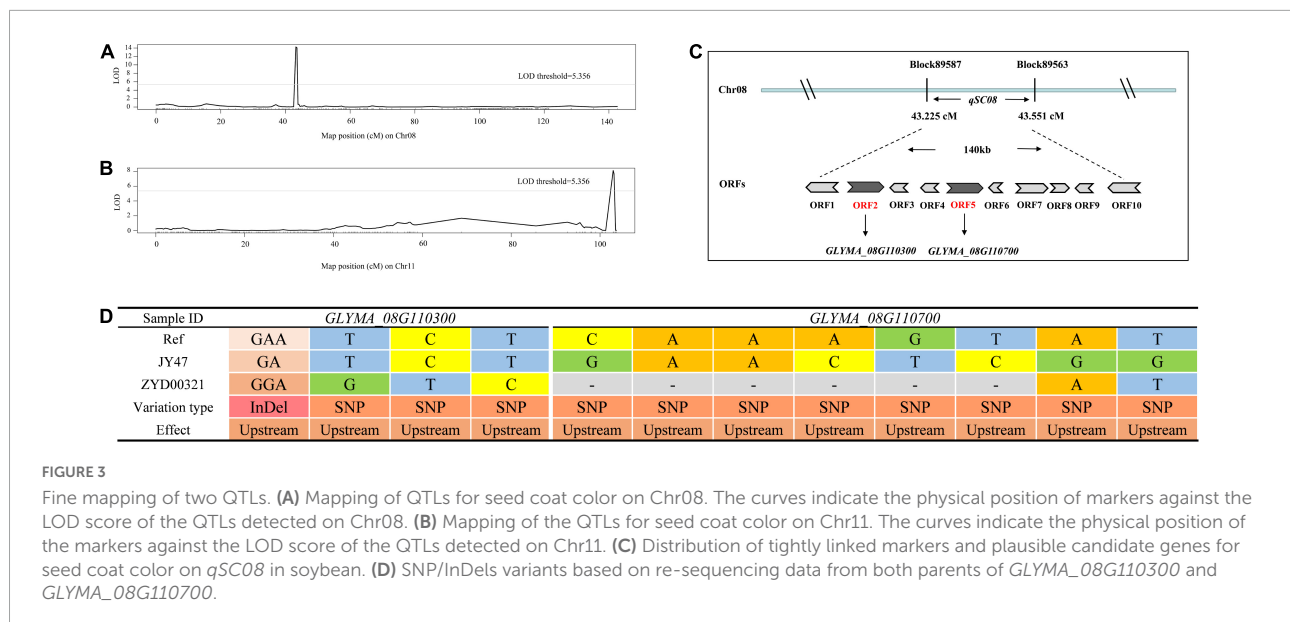 A
14
12
10
8
6
4
2
0
LOD
LOD threshold=5.356
0 20 40 60 80 100 120 140
Map position (cM) on Chr08
B
8
6
4
2
0
LOD
LOD threshold=5.356
0 20 40 60 80 100
Map position (cM) on Chr11
C
Block89587 Block89563
Chr08
qSC08
43.225 cM 43.551 cM
140kb
ORFs
ORF1 ORF2 ORF3 ORF4 ORF5 ORF6 ORF7 ORF8 ORF9 ORF10
GLYMA_08G110300 GLYMA_08G110700
D
Sample ID GLYMA_08G110300 GLYMA_08G110700
Ref GAA T C T C A A A G T A T
JY47 GA T C T G A A C T C G G
ZYD00321 GGA G T C - - - - - - A T
Variation type InDel SNP SNP SNP SNP SNP SNP SNP SNP SNP SNP SNP
Effect Upstream Upstream Upstream Upstream Upstream Upstream Upstream Upstream Upstream Upstream Upstream Upstream
FIGURE 3
Fine mapping of two QTLs. (A) Mapping of QTLs for seed coat color on Chr08. The curves indicate the physical position of markers against the
LOD score of the QTLs detected on Chr08. (B) Mapping of the QTLs for seed coat color on Chr11. The curves indicate the physical position of
the markers against the LOD score of the QTLs detected on Chr11. (C) Distribution of tightly linked markers and plausible candidate genes for
seed coat color on qSC08 in soybean. (D) SNP/InDels variants based on re-sequencing data from both parents of GLYMA_08G110300 and
GLYMA_08G110700.